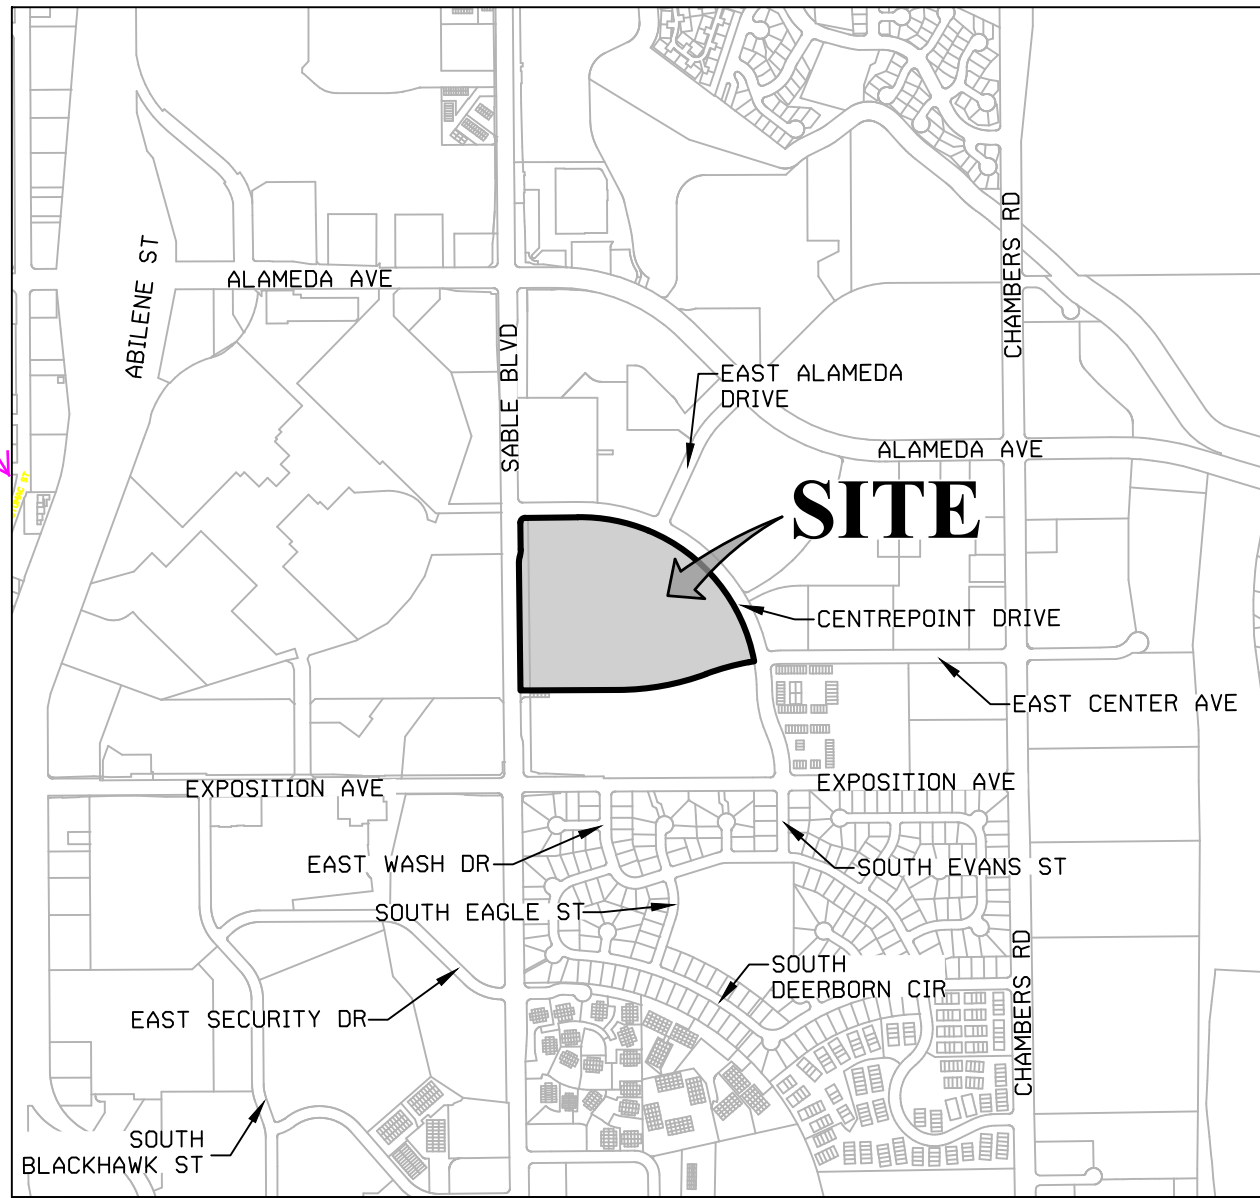 CHAMBERS RD
ABILENE ST
ALAMEDA AVE
SABLE BLVD
EAST ALAMEDA
DRIVE
ALAMEDA AVE
SITE
CENTREPOINT DRIVE
EAST CENTER AVE
EXPOSITION AVE
EXPOSITION AVE
EAST WASH DR
SOUTH EVANS ST
SOUTH EAGLE ST
SOUTH
DEERBORN CIR
EAST SECURITY DR
CHAMBERS RD
SOUTH
BLACKHAWK ST